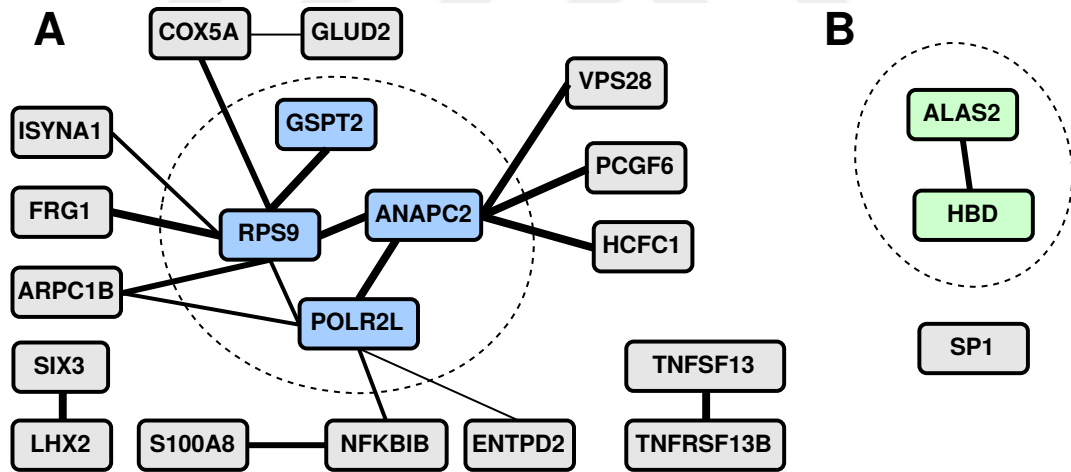 A
COX5A
GLUD2
B
VPS28
ALAS2
GSPT2
ISYNA1
PCGF6
FRG1
ANAPC2
HBD
RPS9
HCFC1
ARPC1B
POLR2L
SP1
SIX3
TNFSF13
LHX2
S100A8
NFKBIB
ENTPD2
TNFRSF13B